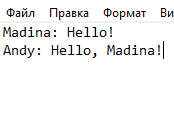 Файл Правка Формат Ви
Madina: Hello!
Andy: Hello, Madina!